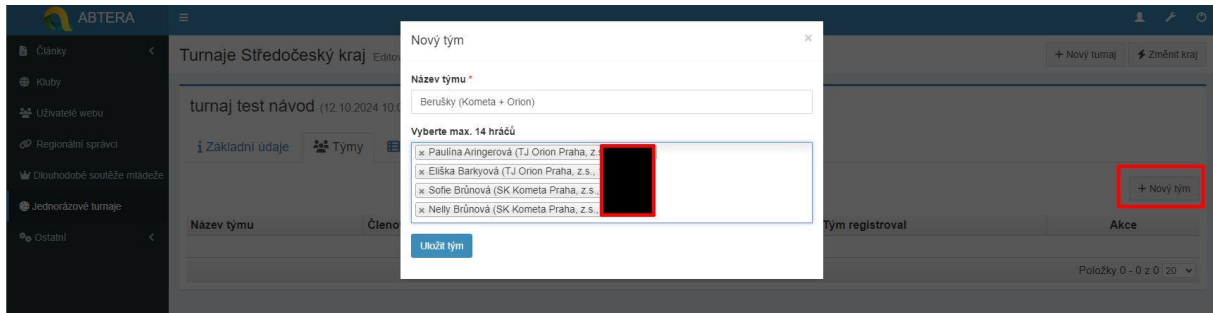 ABTERA
Články
Kluby
Uživatelé webu
Regionální správci
Dlouhodobé soutěže mládeže
Jednorázové turnaje
Ostatní
Turnaje Středočeský kraj
+ Nový turnaj
Změnit kraj
turnaj test návod (12.10.2024 10:0
Základní údaje
Týmy
+ Nový tým
Název týmu
Členo
Tým registroval
Akce
Položky 0 - 0 z 0 20
Nový tým
×
Název týmu *
Berušky (Kometa + Orion)
Vyberte max. 14 hráčů
× Paulína Aringerová (TJ Orion Praha, z.s
× Eliška Barkyová (TJ Orion Praha, z.s.,
× Sofie Brůnová (SK Kometa Praha, z.s.,
× Nelly Brůnová (SK Kometa Praha, z.s.,
Uložit tým